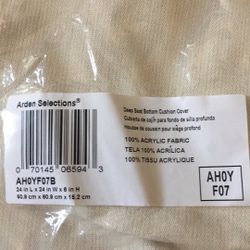 Arden Selections®
Deep Seat Bottom Cushion Cover
Cubierta de cojín para fondo de silla profundo
Housse de coussin pour siège profond
100% ACRYLIC FABRIC
TELA 100% ACRÍLICA
100% TISSU ACRYLIQUE
0 70145 06594 3
AH0YF07B
24 in L x 24 in W x 6 in H
60.9 cm x 60.9 cm x 15.2 cm
AH0Y
F07